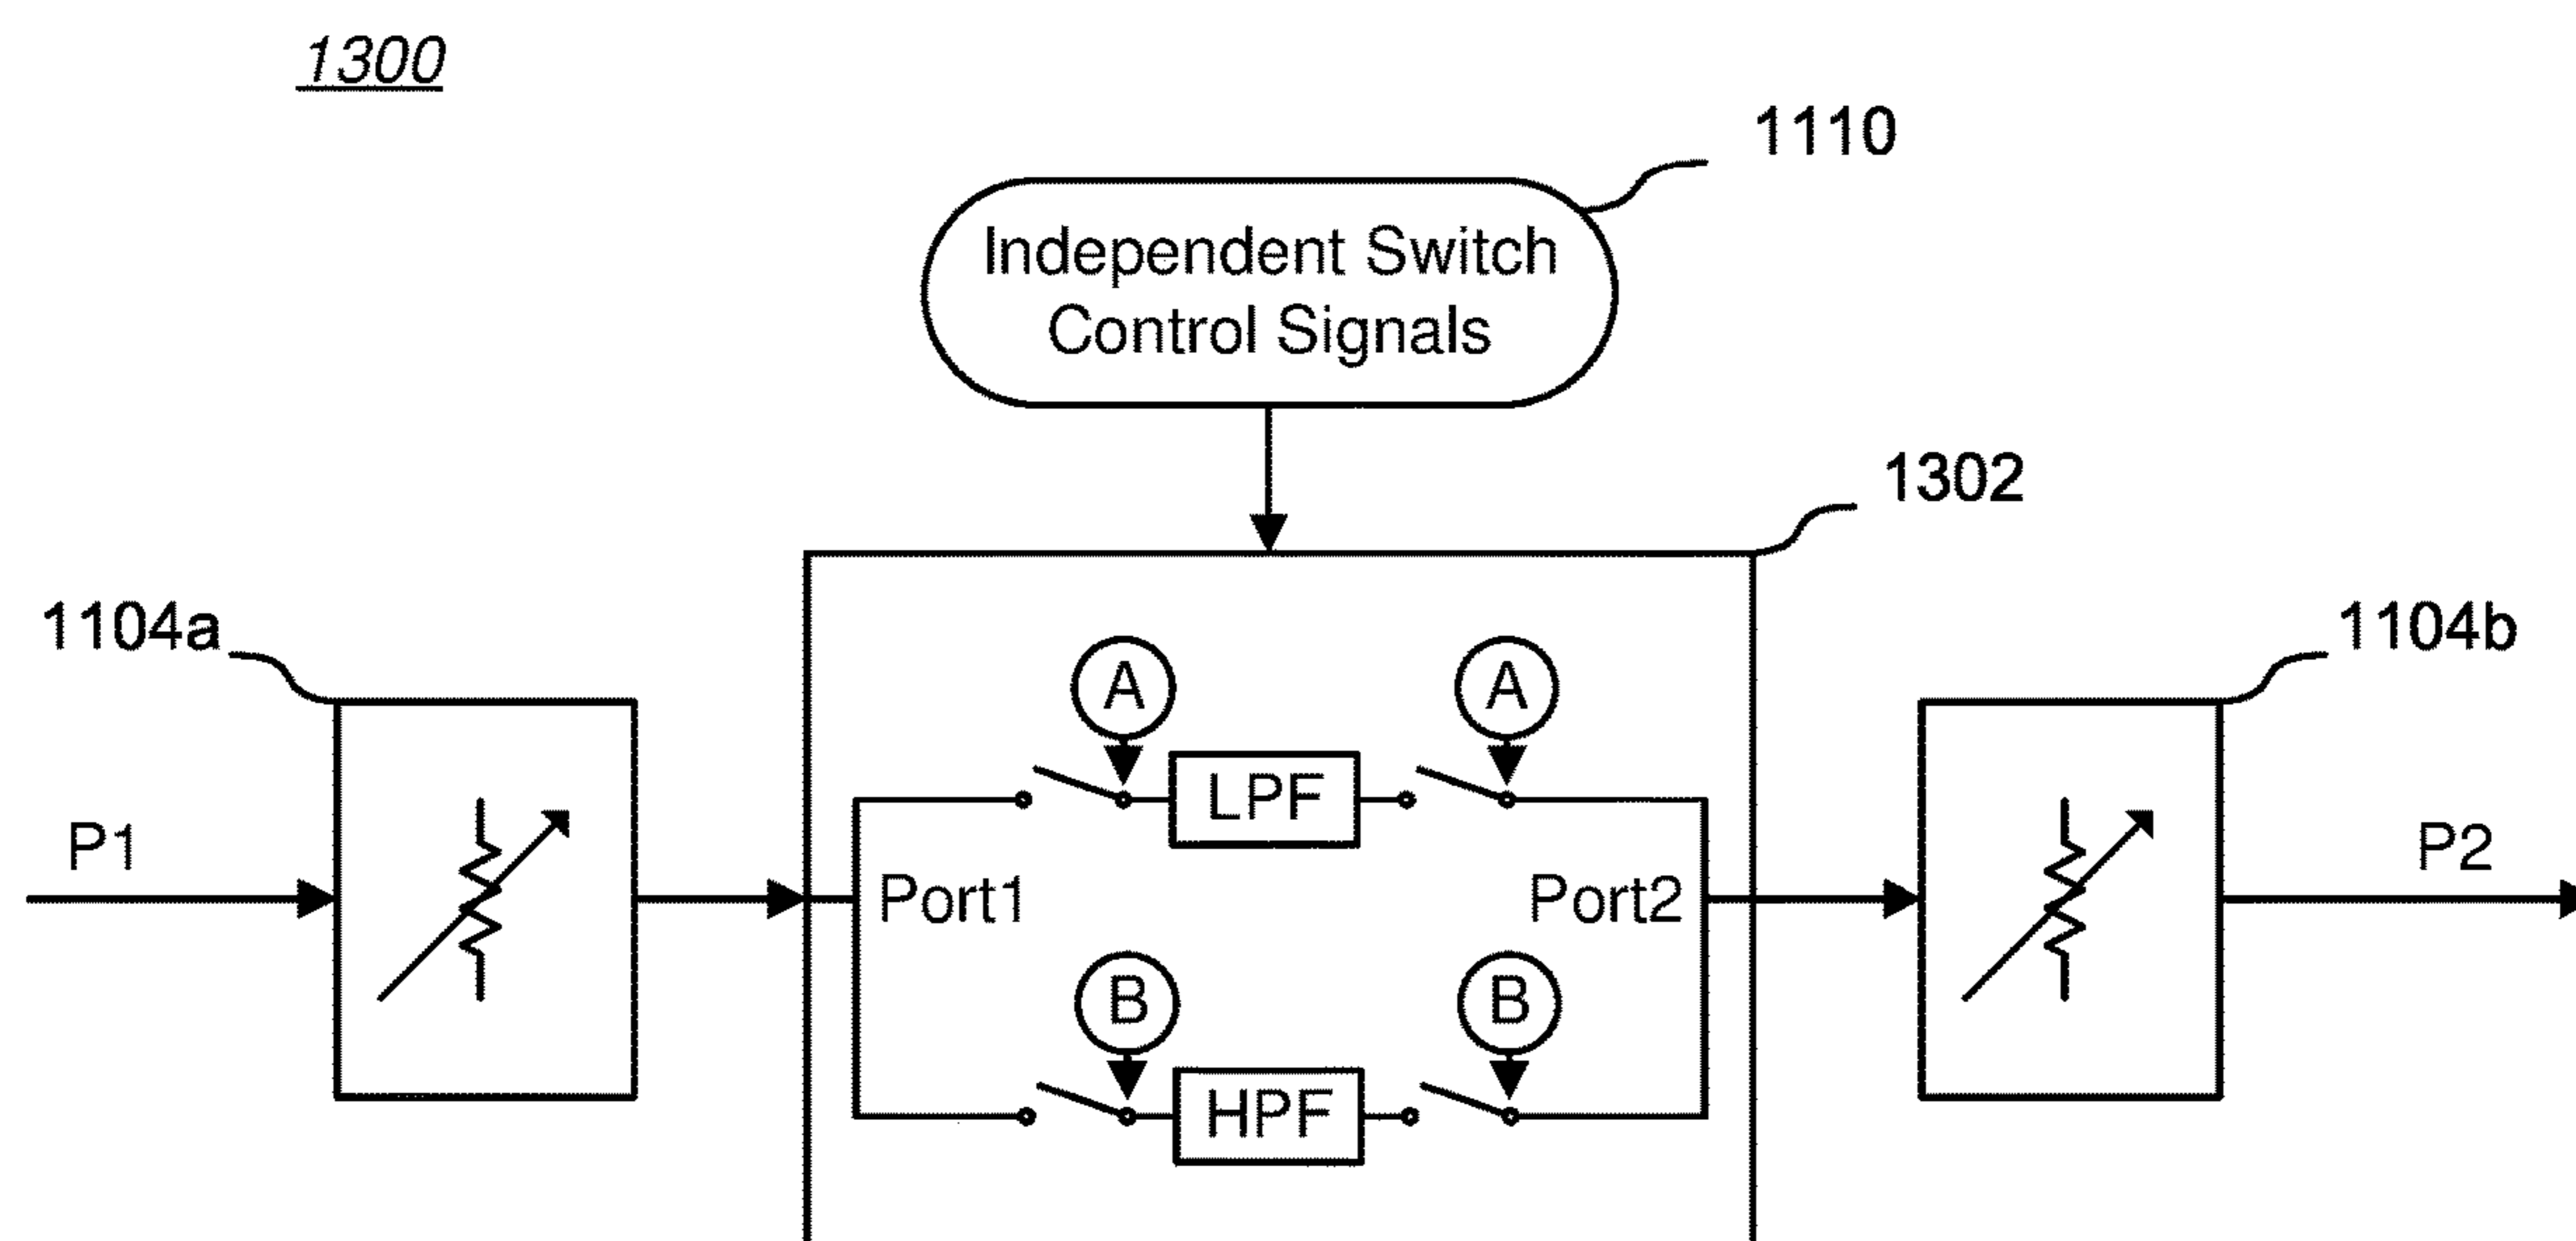 1300
1110
Independent Switch
Control Signals
1302
1104a
1104b
A
A
LPF
P1
P2
Port1
Port2
B
B
HPF